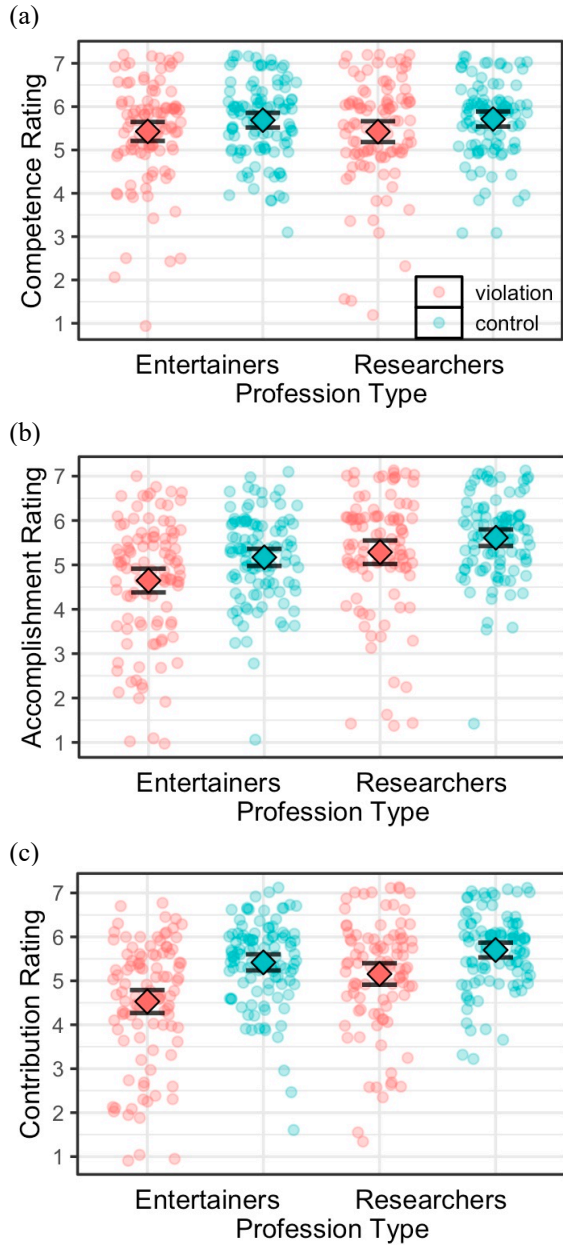 (a)
Competence Rating
7
6
5
4
3
2
1
violation
control
Entertainers
Researchers
Profession Type
(b)
Accomplishment Rating
7
6
5
4
3
2
1
Entertainers
Researchers
Profession Type
(c)
Contribution Rating
7
6
5
4
3
2
1
Entertainers
Researchers
Profession Type